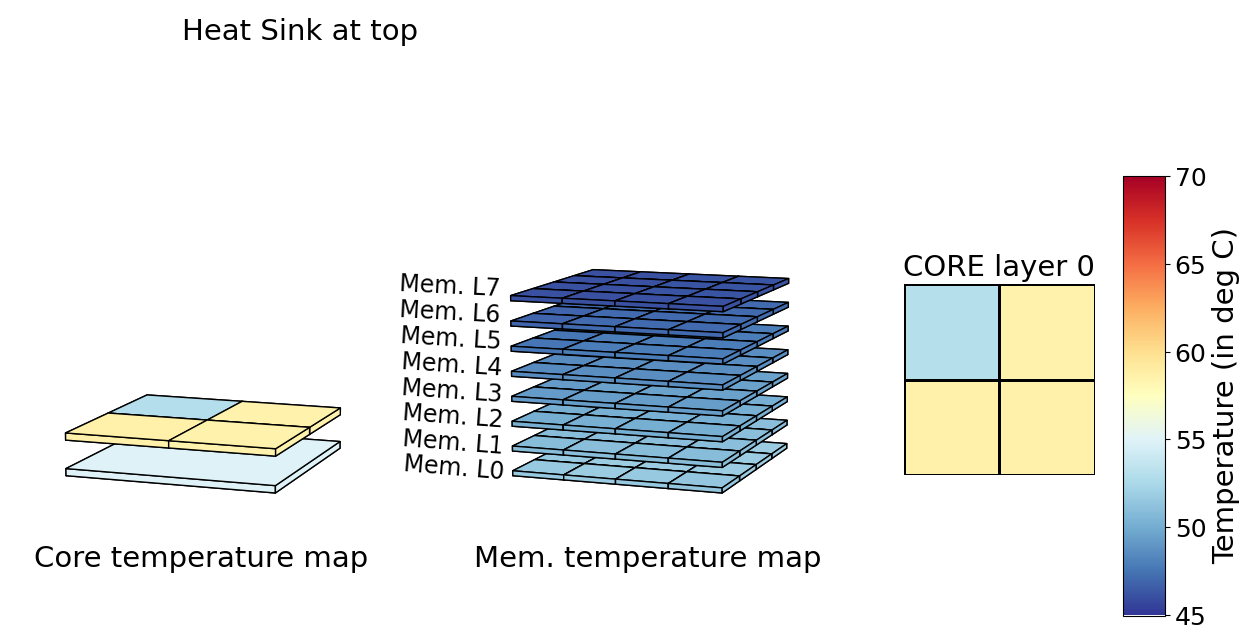 Heat Sink at top
Mem. L7
Mem. L6
Mem. L5
Mem. L4
Mem. L3
Mem. L2
Mem. L1
Mem. L0
Core temperature map
Mem. temperature map
CORE layer 0
70
65
60
55
50
45
Temperature (in deg C)